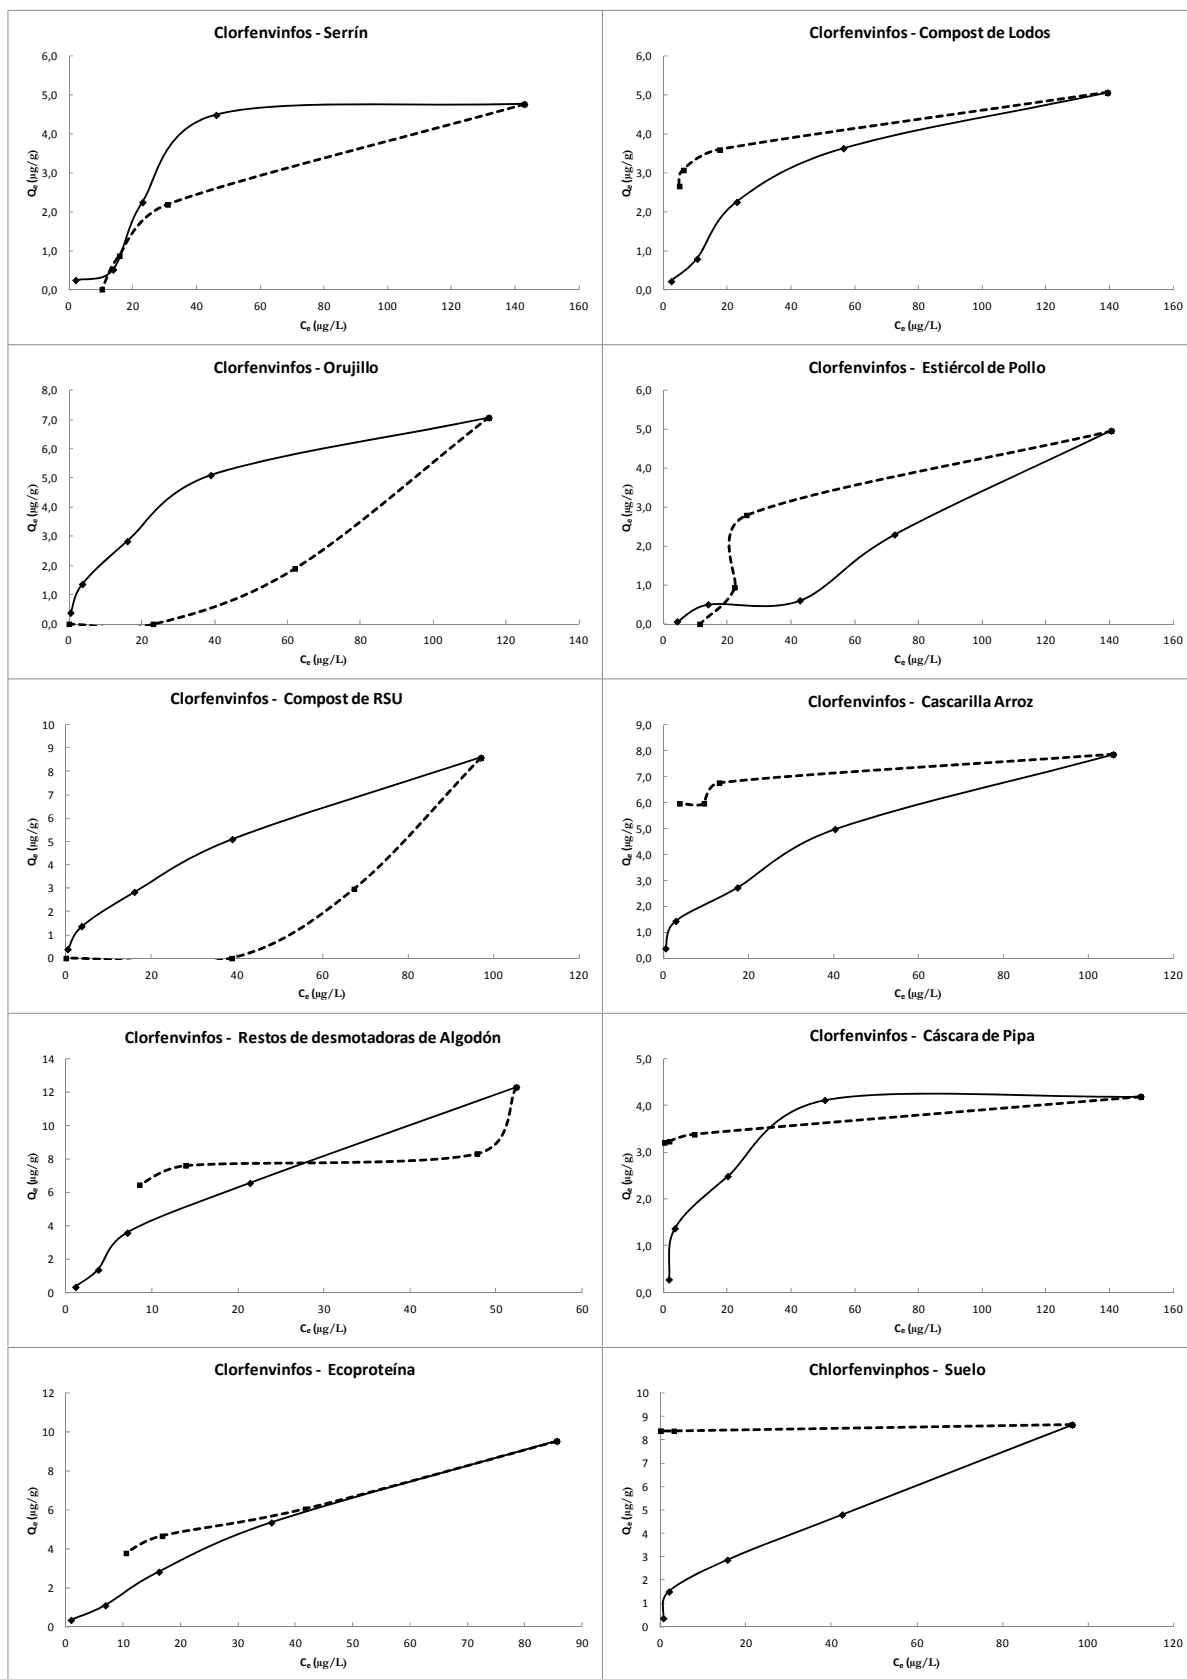 Clorfenvinfos - Serrín
6,0
5,0
4,0
3,0
2,0
1,0
0,0
Qe (µg/g)
0 20 40 60 80 100 120 140 160
Ce (µg/L)
Clorfenvinfos - Compost de Lodos
6,0
5,0
4,0
3,0
2,0
1,0
0,0
Qe (µg/g)
0 20 40 60 80 100 120 140 160
Ce (µg/L)
Clorfenvinfos - Orujillo
8,0
7,0
6,0
5,0
4,0
3,0
2,0
1,0
0,0
Qe (µg/g)
0 20 40 60 80 100 120 140
Ce (µg/L)
Clorfenvinfos - Estiércol de Pollo
6,0
5,0
4,0
3,0
2,0
1,0
0,0
Qe (µg/g)
0 20 40 60 80 100 120 140 160
Ce (µg/L)
Clorfenvinfos - Compost de RSU
10
9
8
7
6
5
4
3
2
1
0
Qe (µg/g)
0 20 40 60 80 100 120
Ce (µg/L)
Clorfenvinfos - Cascarilla Arroz
9,0
8,0
7,0
6,0
5,0
4,0
3,0
2,0
1,0
0,0
Qe (µg/g)
0 20 40 60 80 100 120
Ce (µg/L)
Clorfenvinfos - Restos de desmotadoras de Algodón
14
12
10
8
6
4
2
0
Qe (µg/g)
0 10 20 30 40 50 60
Ce (µg/L)
Clorfenvinfos - Cáscara de Pipa
5,0
4,0
3,0
2,0
1,0
0,0
Qe (µg/g)
0 20 40 60 80 100 120 140 160
Ce (µg/L)
Clorfenvinfos - Ecoproteína
12
10
8
6
4
2
0
Qe (µg/g)
0 10 20 30 40 50 60 70 80 90
Ce (µg/L)
Chlorfenvinphos - Suelo
10
9
8
7
6
5
4
3
2
1
0
Qe (µg/g)
0 20 40 60 80 100 120
Ce (µg/L)